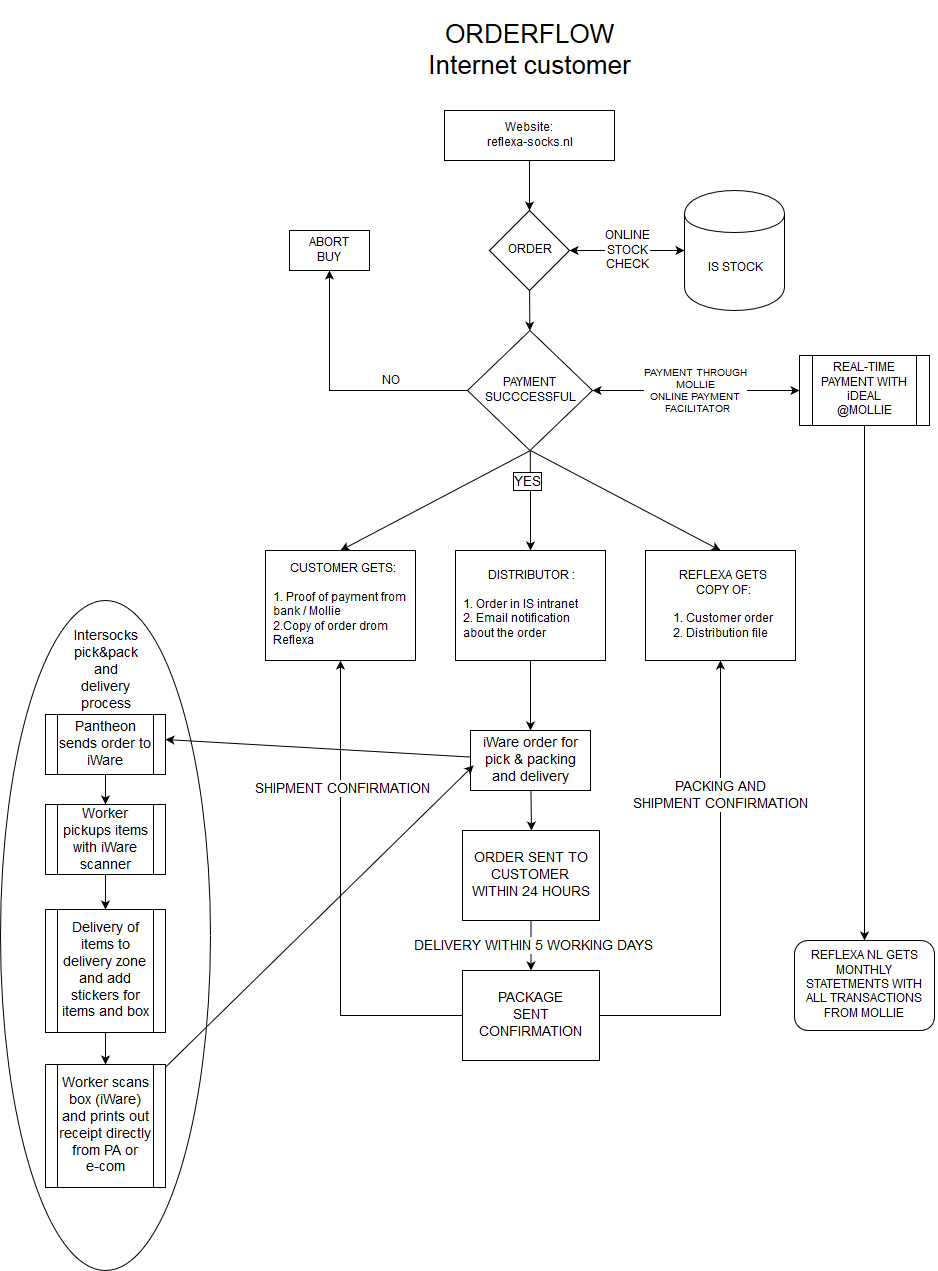 ORDERFLOW
Internet customer
Website:
reflexa-socks.nl
ORDER
ONLINE
STOCK
CHECK
IS STOCK
ABORT
BUY
NO
PAYMENT
SUCCCESSFUL
PAYMENT THROUGH
MOLLIE
ONLINE PAYMENT
FACILITATOR
REAL-TIME
PAYMENT WITH
iDEAL
@MOLLIE
YES
CUSTOMER GETS:
1. Proof of payment from
bank / Mollie
2.Copy of order drom
Reflexa
DISTRIBUTOR :
1. Order in IS intranet
2. Email notification
about the order
REFLEXA GETS
COPY OF:
1. Customer order
2. Distribution file
Intersocks
pick&pack
and
delivery
process
Pantheon
sends order to
iWare
Worker
pickups items
with iWare
scanner
Delivery of
items to
delivery zone
and add
stickers for
items and box
Worker scans
box (iWare)
and prints out
receipt directly
from PA or
e-com
iWare order for
pick & packing
and delivery
SHIPMENT CONFIRMATION
PACKING AND
SHIPMENT CONFIRMATION
ORDER SENT TO
CUSTOMER
WITHIN 24 HOURS
DELIVERY WITHIN 5 WORKING DAYS
PACKAGE
SENT
CONFIRMATION
REFLEXA NL GETS
MONTHLY
STATETMENTS WITH
ALL TRANSACTIONS
FROM MOLLIE